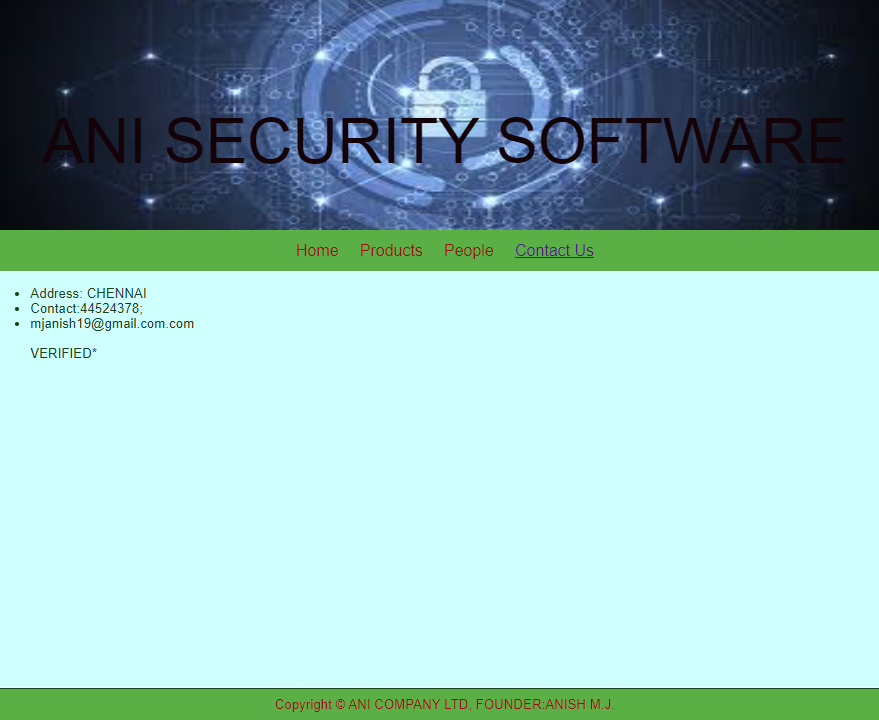 ANI SECURITY SOFTWARE
Home Products People Contact Us
Address: CHENNAI
Contact:44524378;
mjanish19@gmail.com.com
VERIFIED*
Copyright © ANI COMPANY LTD, FOUNDER:ANISH M.J.